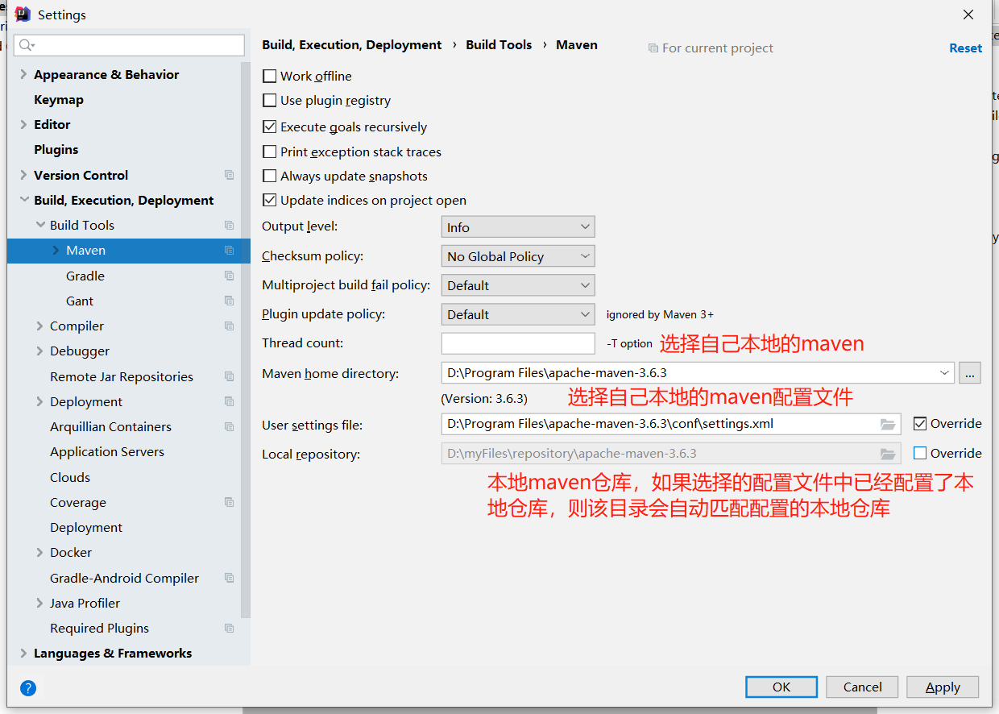 Settings
Build, Execution, Deployment › Build Tools › Maven
For current project
Reset
Appearance & Behavior
Keymap
Editor
Plugins
Version Control
Build, Execution, Deployment
Build Tools
Maven
Gradle
Gant
Compiler
Debugger
Remote Jar Repositories
Deployment
Arquillian Containers
Application Servers
Clouds
Coverage
Deployment
Docker
Gradle-Android Compiler
Java Profiler
Required Plugins
Languages & Frameworks
Work offline
Use plugin registry
Execute goals recursively
Print exception stack traces
Always update snapshots
Update indices on project open
Output level: Info
Checksum policy: No Global Policy
Multiproject build fail policy: Default
Plugin update policy: Default ignored by Maven 3+
Thread count: -T option 选择自己本地的maven
Maven home directory: D:\Program Files\apache-maven-3.6.3 ...
(Version: 3.6.3) 选择自己本地的maven配置文件
User settings file: D:\Program Files\apache-maven-3.6.3\conf\settings.xml Override
Local repository: D:\myFiles\repository\apache-maven-3.6.3 Override
本地maven仓库，如果选择的配置文件中已经配置了本
地仓库，则该目录会自动匹配配置的本地仓库
?
OK Cancel Apply